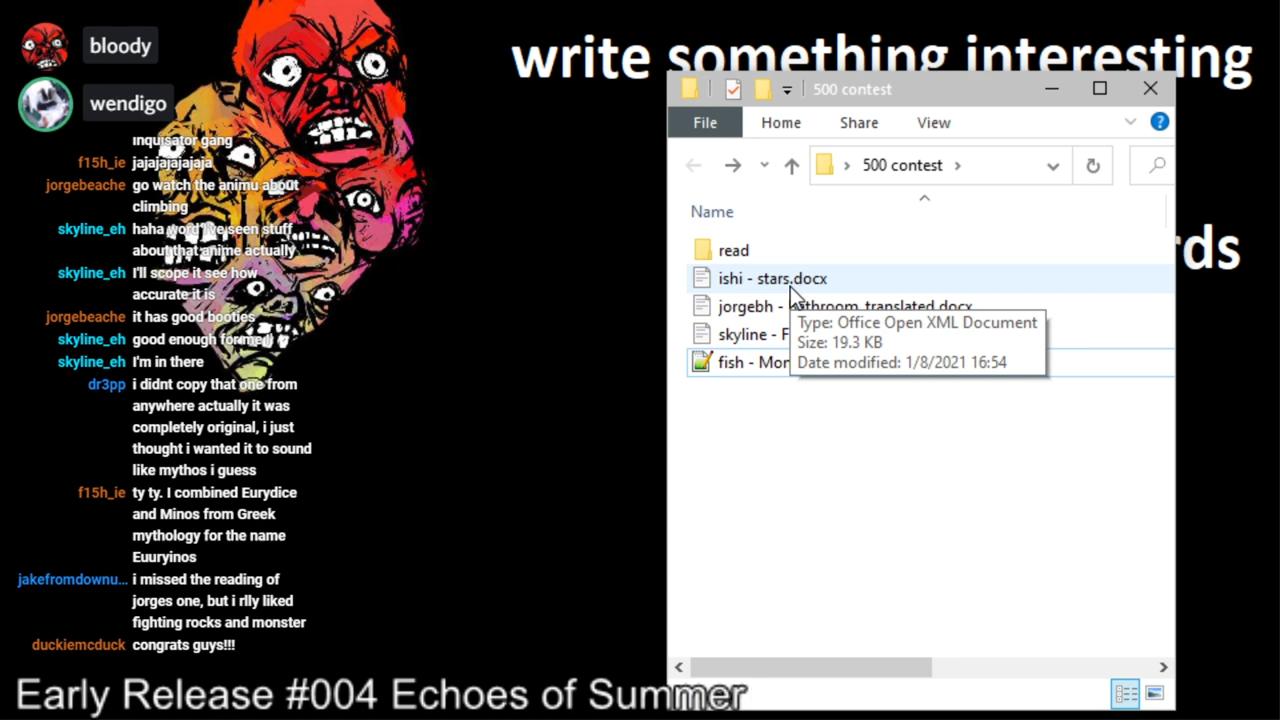 bloody
wendigo
inquisator gang
f15h_ie jajajajajajaja
jorgebeache go watch the animu about
climbing
skyline_eh haha word I've seen stuff
about that anime actually
skyline_eh I'll scope it see how
accurate it is
jorgebeache it has good booties
skyline_eh good enough for me
skyline_eh I'm in there
dr3pp i didnt copy that one from
anywhere actually it was
completely original, i just
thought i wanted it to sound
like mythos i guess
f15h_ie ty ty. I combined Eurydice
and Minos from Greek
mythology for the name
Euuryinos
jakefromdownu... i missed the reading of
jorges one, but i rlly liked
fighting rocks and monster
duckiemcduck congrats guys!!!
Early Release #004 Echoes of Summer
write something interesting
rds
500 contest
File Home Share View
500 contest
Name
read
ishi - stars.docx
jorgebh - throom_translated.docx
skyline - F
fish - Mon
Type: Office Open XML Document
Size: 19.3 KB
Date modified: 1/8/2021 16:54